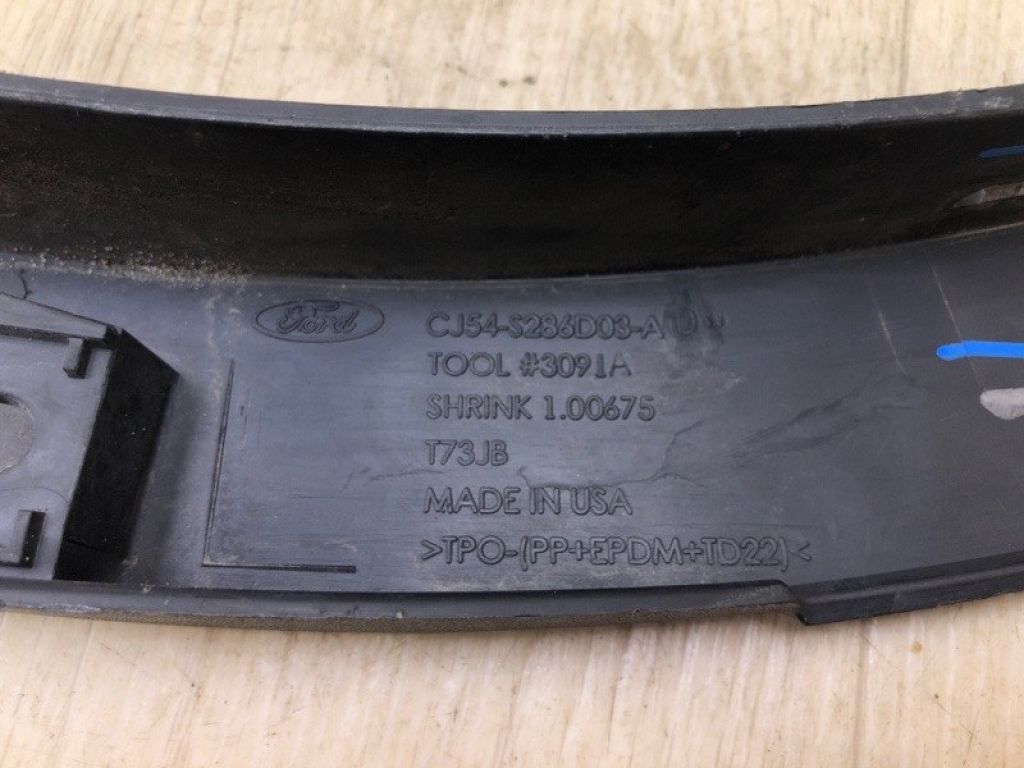 Ford
CJ54-S286D03-A
TOOL #3091A
SHRINK 1.00675
T73JB
MADE IN USA
>TPO-(PP+EPDM+TD22)<